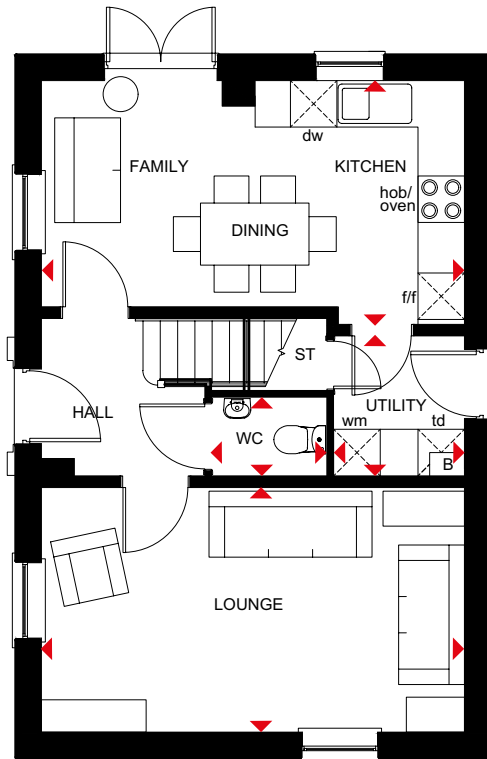 dw
FAMILY
KITCHEN
hob/
oven
DINING
f/f
ST
HALL
UTILITY
WC
wm
td
B
LOUNGE